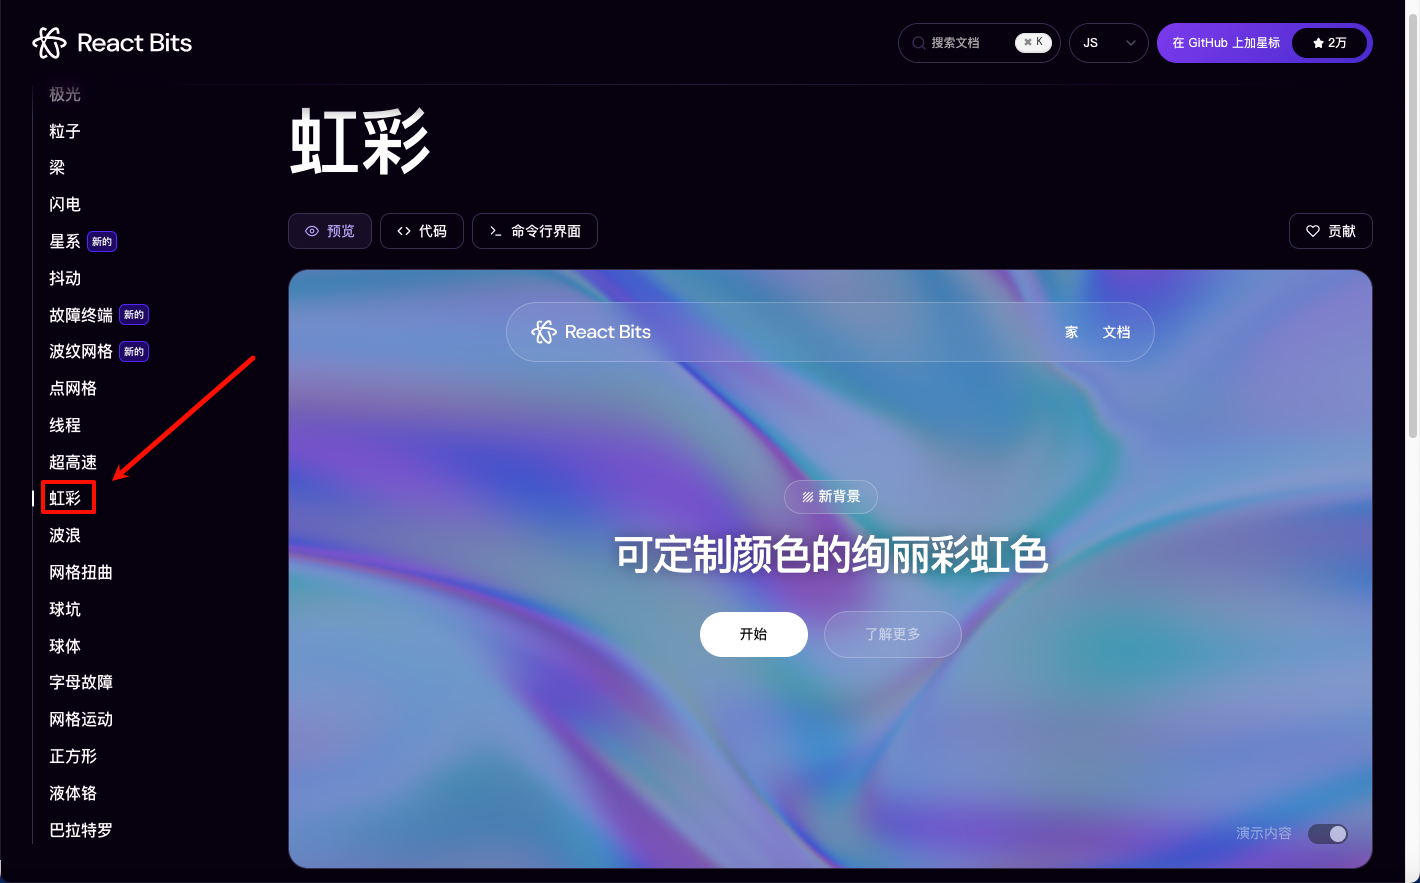 React Bits
搜索文档
⌘ K
JS
在 GitHub 上加星标
★ 2万
极光
粒子
梁
闪电
星系 新的
抖动
故障终端 新的
波纹网格 新的
点网格
线程
超高速
虹彩
波浪
网格扭曲
球坑
球体
字母故障
网格运动
正方形
液体铬
巴拉特罗
虹彩
预览
代码
命令行界面
贡献
React Bits
家
文档
新背景
可定制颜色的绚丽彩虹色
开始
了解更多
演示内容